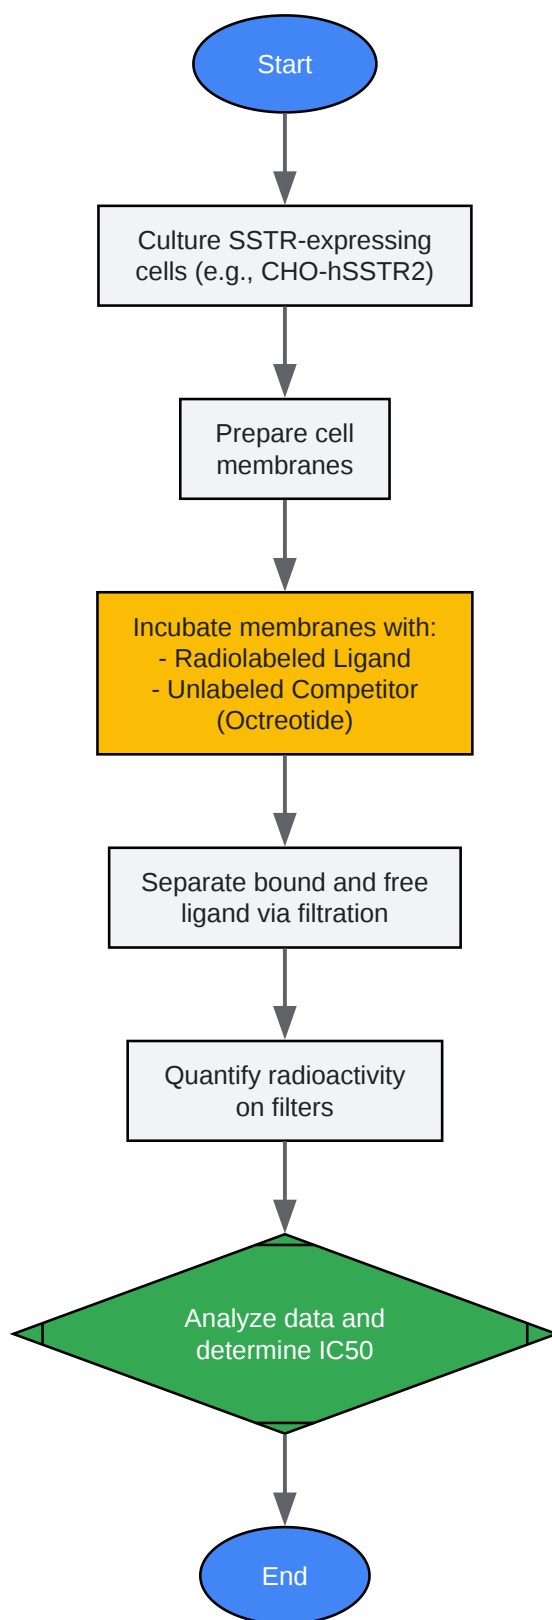 Start
Culture SSTR-expressing
cells (e.g., CHO-hSSTR2)
Prepare cell
membranes
Incubate membranes with:
- Radiolabeled Ligand
- Unlabeled Competitor
(Octreotide)
Separate bound and free
ligand via filtration
Quantify radioactivity
on filters
Analyze data and
determine IC50
End